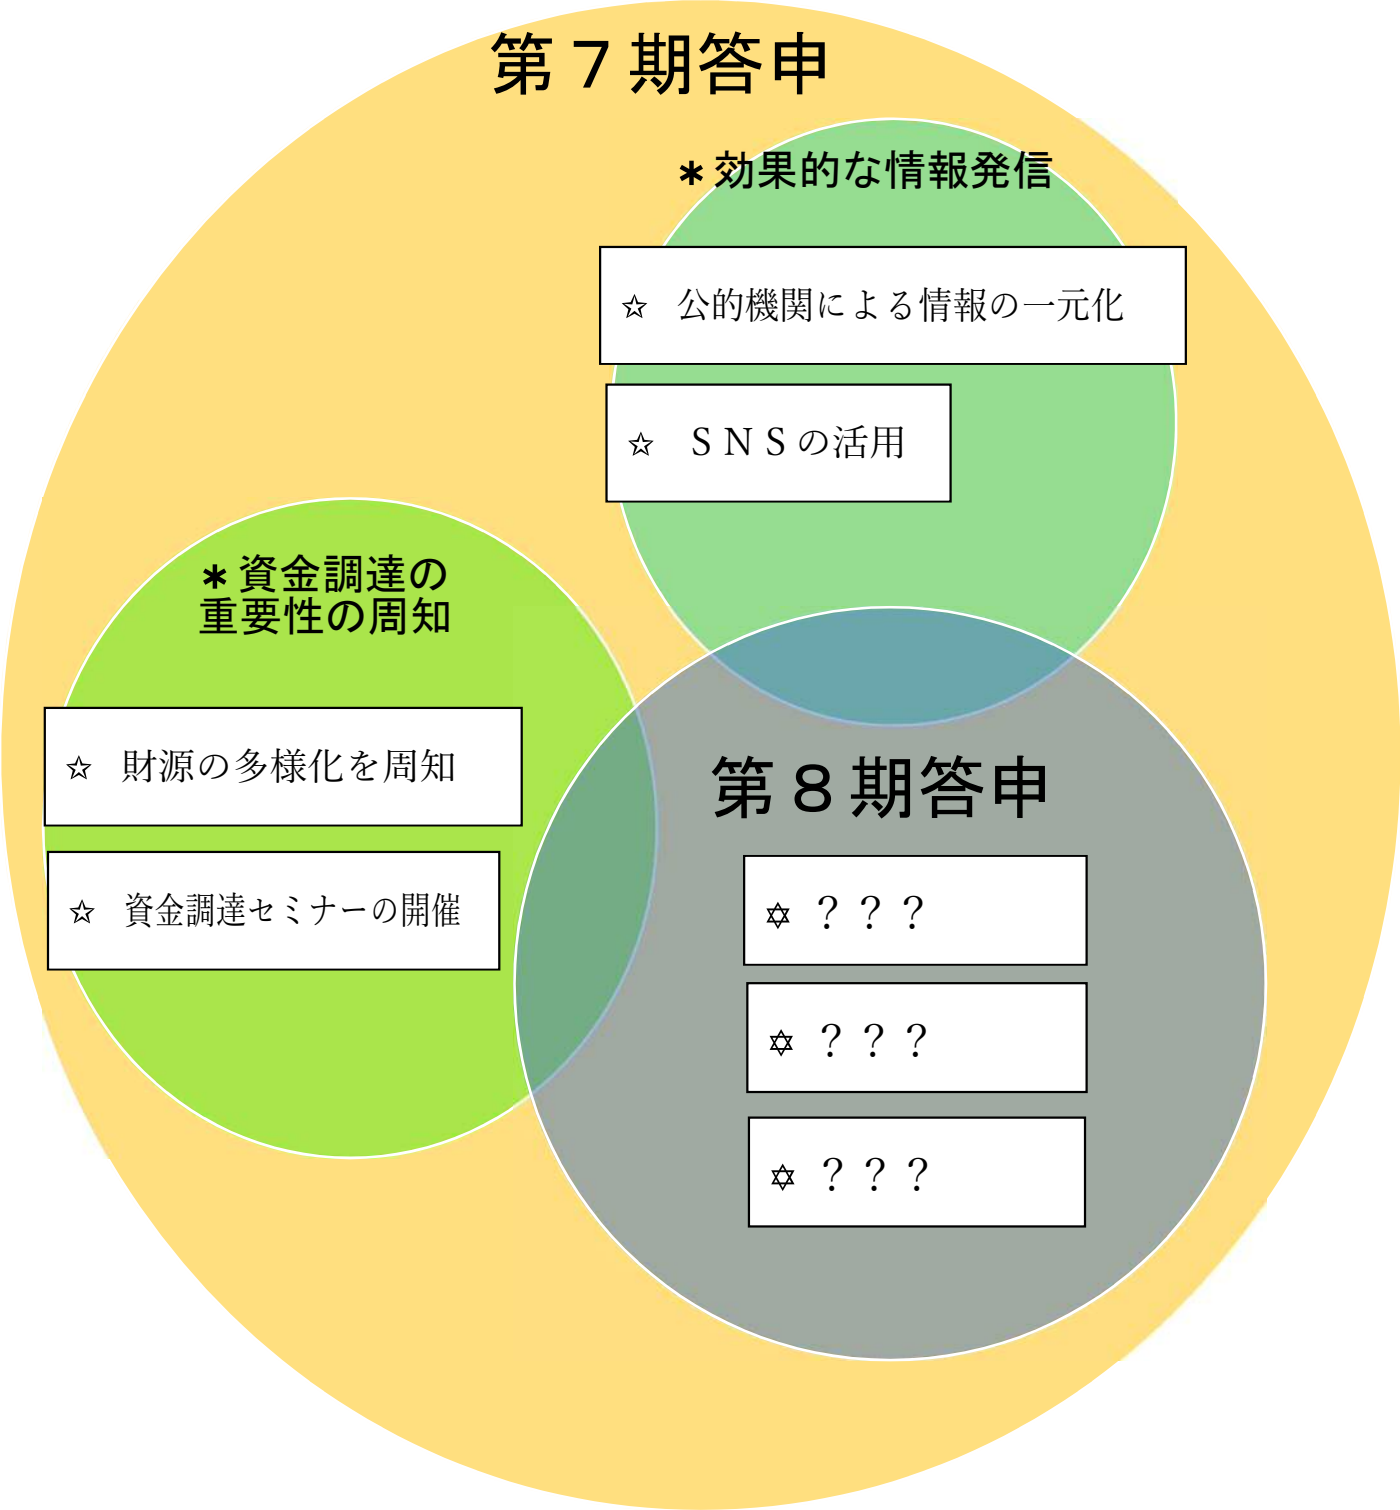 第７期答申
＊効果的な情報発信
☆　公的機関による情報の一元化
☆　ＳＮＳの活用
＊資金調達の
重要性の周知
☆　財源の多様化を周知
☆　資金調達セミナーの開催
第８期答申
✡ ？？？
✡ ？？？
✡ ？？？